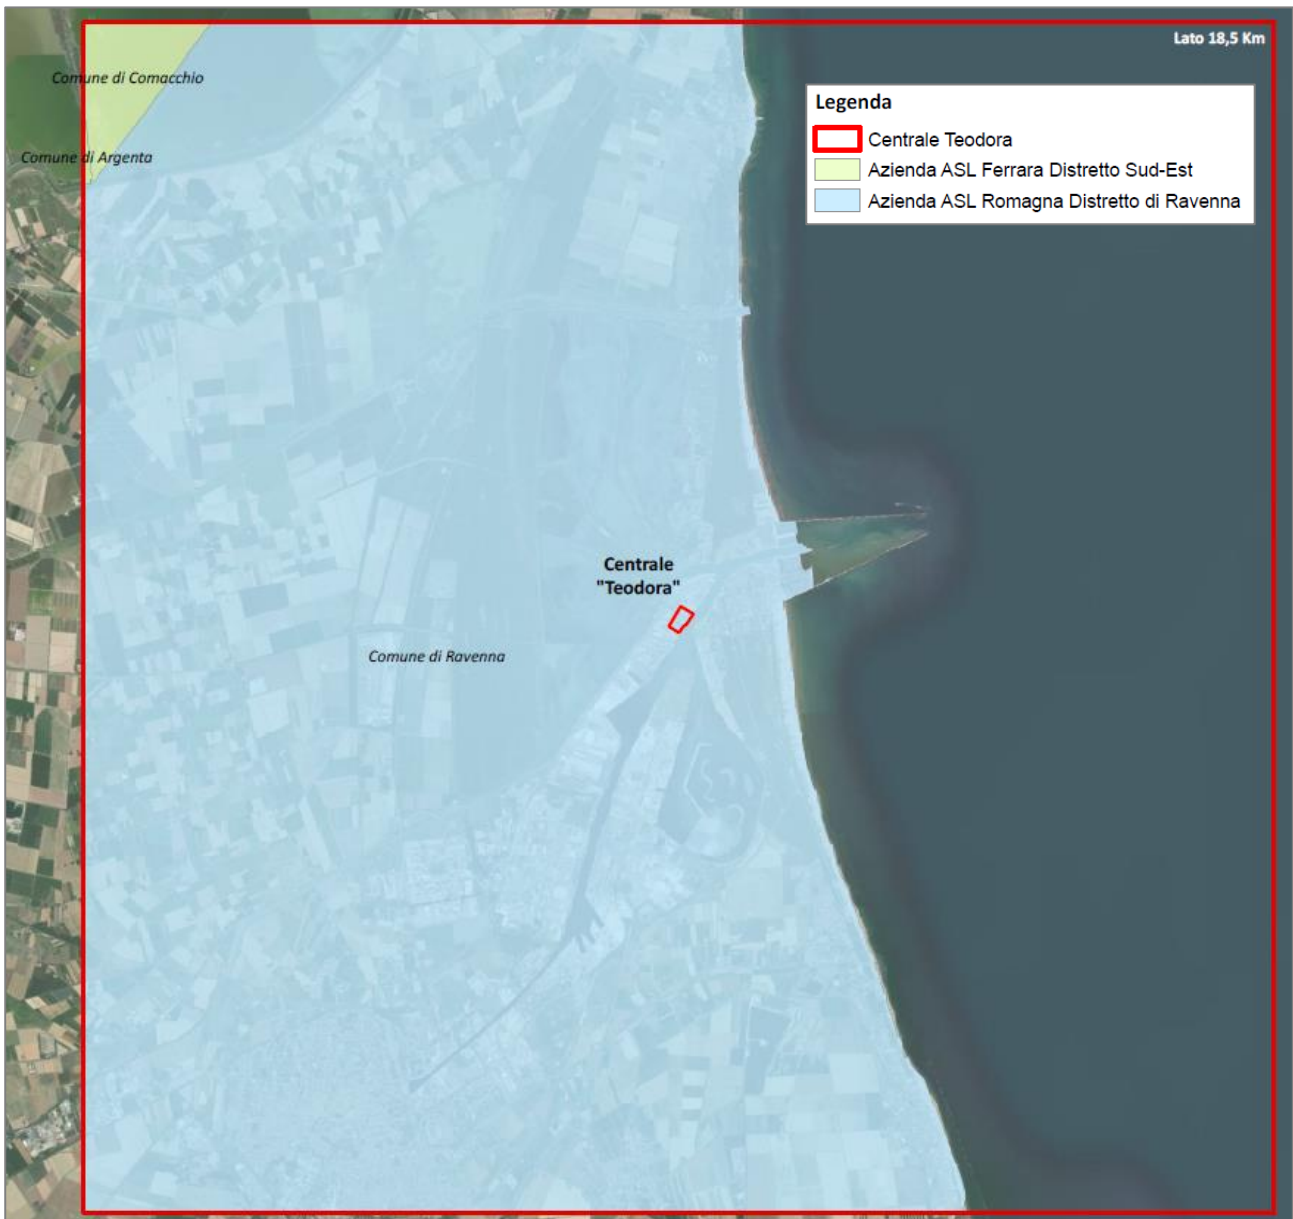 Lato 18,5 Km
Comune di Comacchio
Legenda
Centrale Teodora
Comune di Argenta
Azienda ASL Ferrara Distretto Sud-Est
Azienda ASL Romagna Distretto di Ravenna
Centrale
"Teodora"
Comune di Ravenna